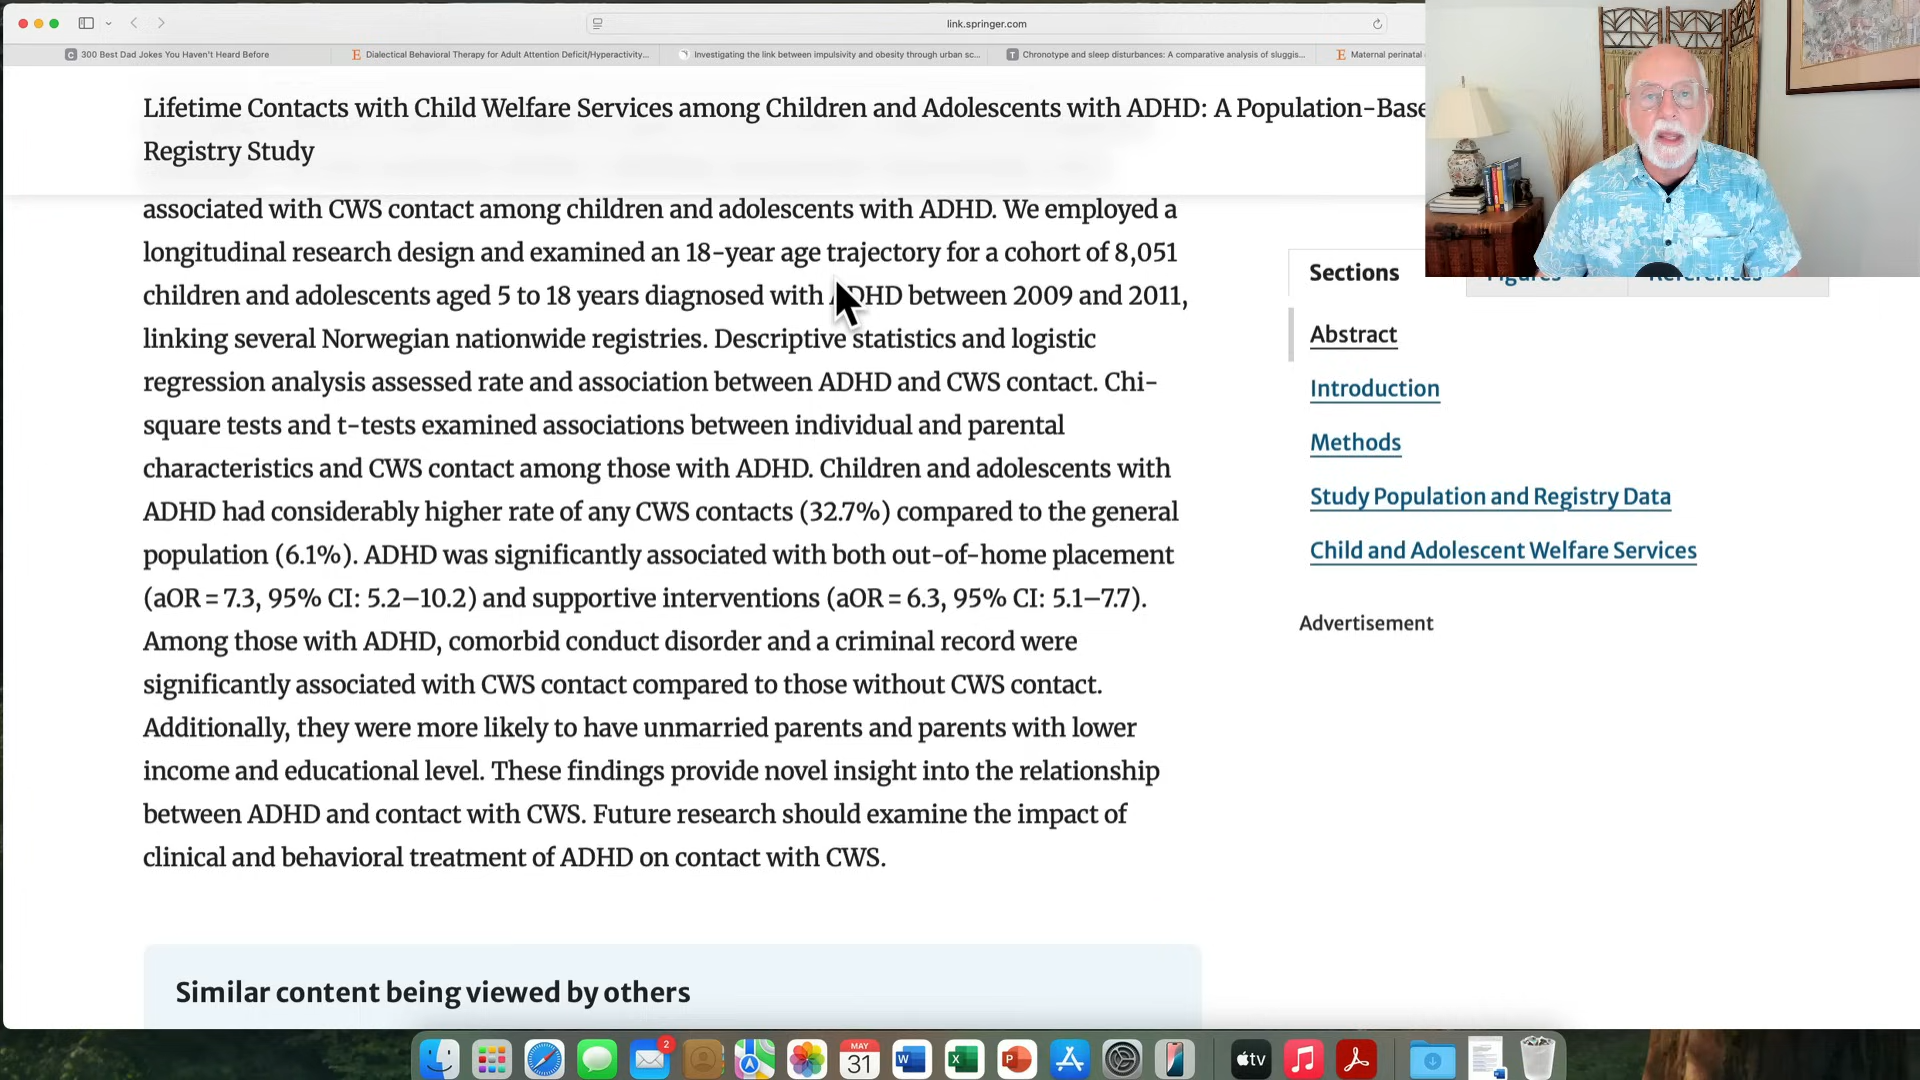 link.springer.com
300 Best Dad Jokes You Haven't Heard Before
Dialectical Behavioral Therapy for Adult Attention Deficit/Hyperactivity...
Investigating the link between impulsivity and obesity through urban sc...
Chronotype and sleep disturbances: A comparative analysis of sluggis...
Maternal perinatal
Lifetime Contacts with Child Welfare Services among Children and Adolescents with ADHD: A Population-Base
Registry Study
associated with CWS contact among children and adolescents with ADHD. We employed a
longitudinal research design and examined an 18-year age trajectory for a cohort of 8,051
children and adolescents aged 5 to 18 years diagnosed with ADHD between 2009 and 2011,
linking several Norwegian nationwide registries. Descriptive statistics and logistic
regression analysis assessed rate and association between ADHD and CWS contact. Chi-
square tests and t-tests examined associations between individual and parental
characteristics and CWS contact among those with ADHD. Children and adolescents with
ADHD had considerably higher rate of any CWS contacts (32.7%) compared to the general
population (6.1%). ADHD was significantly associated with both out-of-home placement
(aOR = 7.3, 95% CI: 5.2–10.2) and supportive interventions (aOR = 6.3, 95% CI: 5.1–7.7).
Among those with ADHD, comorbid conduct disorder and a criminal record were
significantly associated with CWS contact compared to those without CWS contact.
Additionally, they were more likely to have unmarried parents and parents with lower
income and educational level. These findings provide novel insight into the relationship
between ADHD and contact with CWS. Future research should examine the impact of
clinical and behavioral treatment of ADHD on contact with CWS.
Similar content being viewed by others
Sections
Figures
References
Abstract
Introduction
Methods
Study Population and Registry Data
Child and Adolescent Welfare Services
Advertisement
2
MAY
31
tv